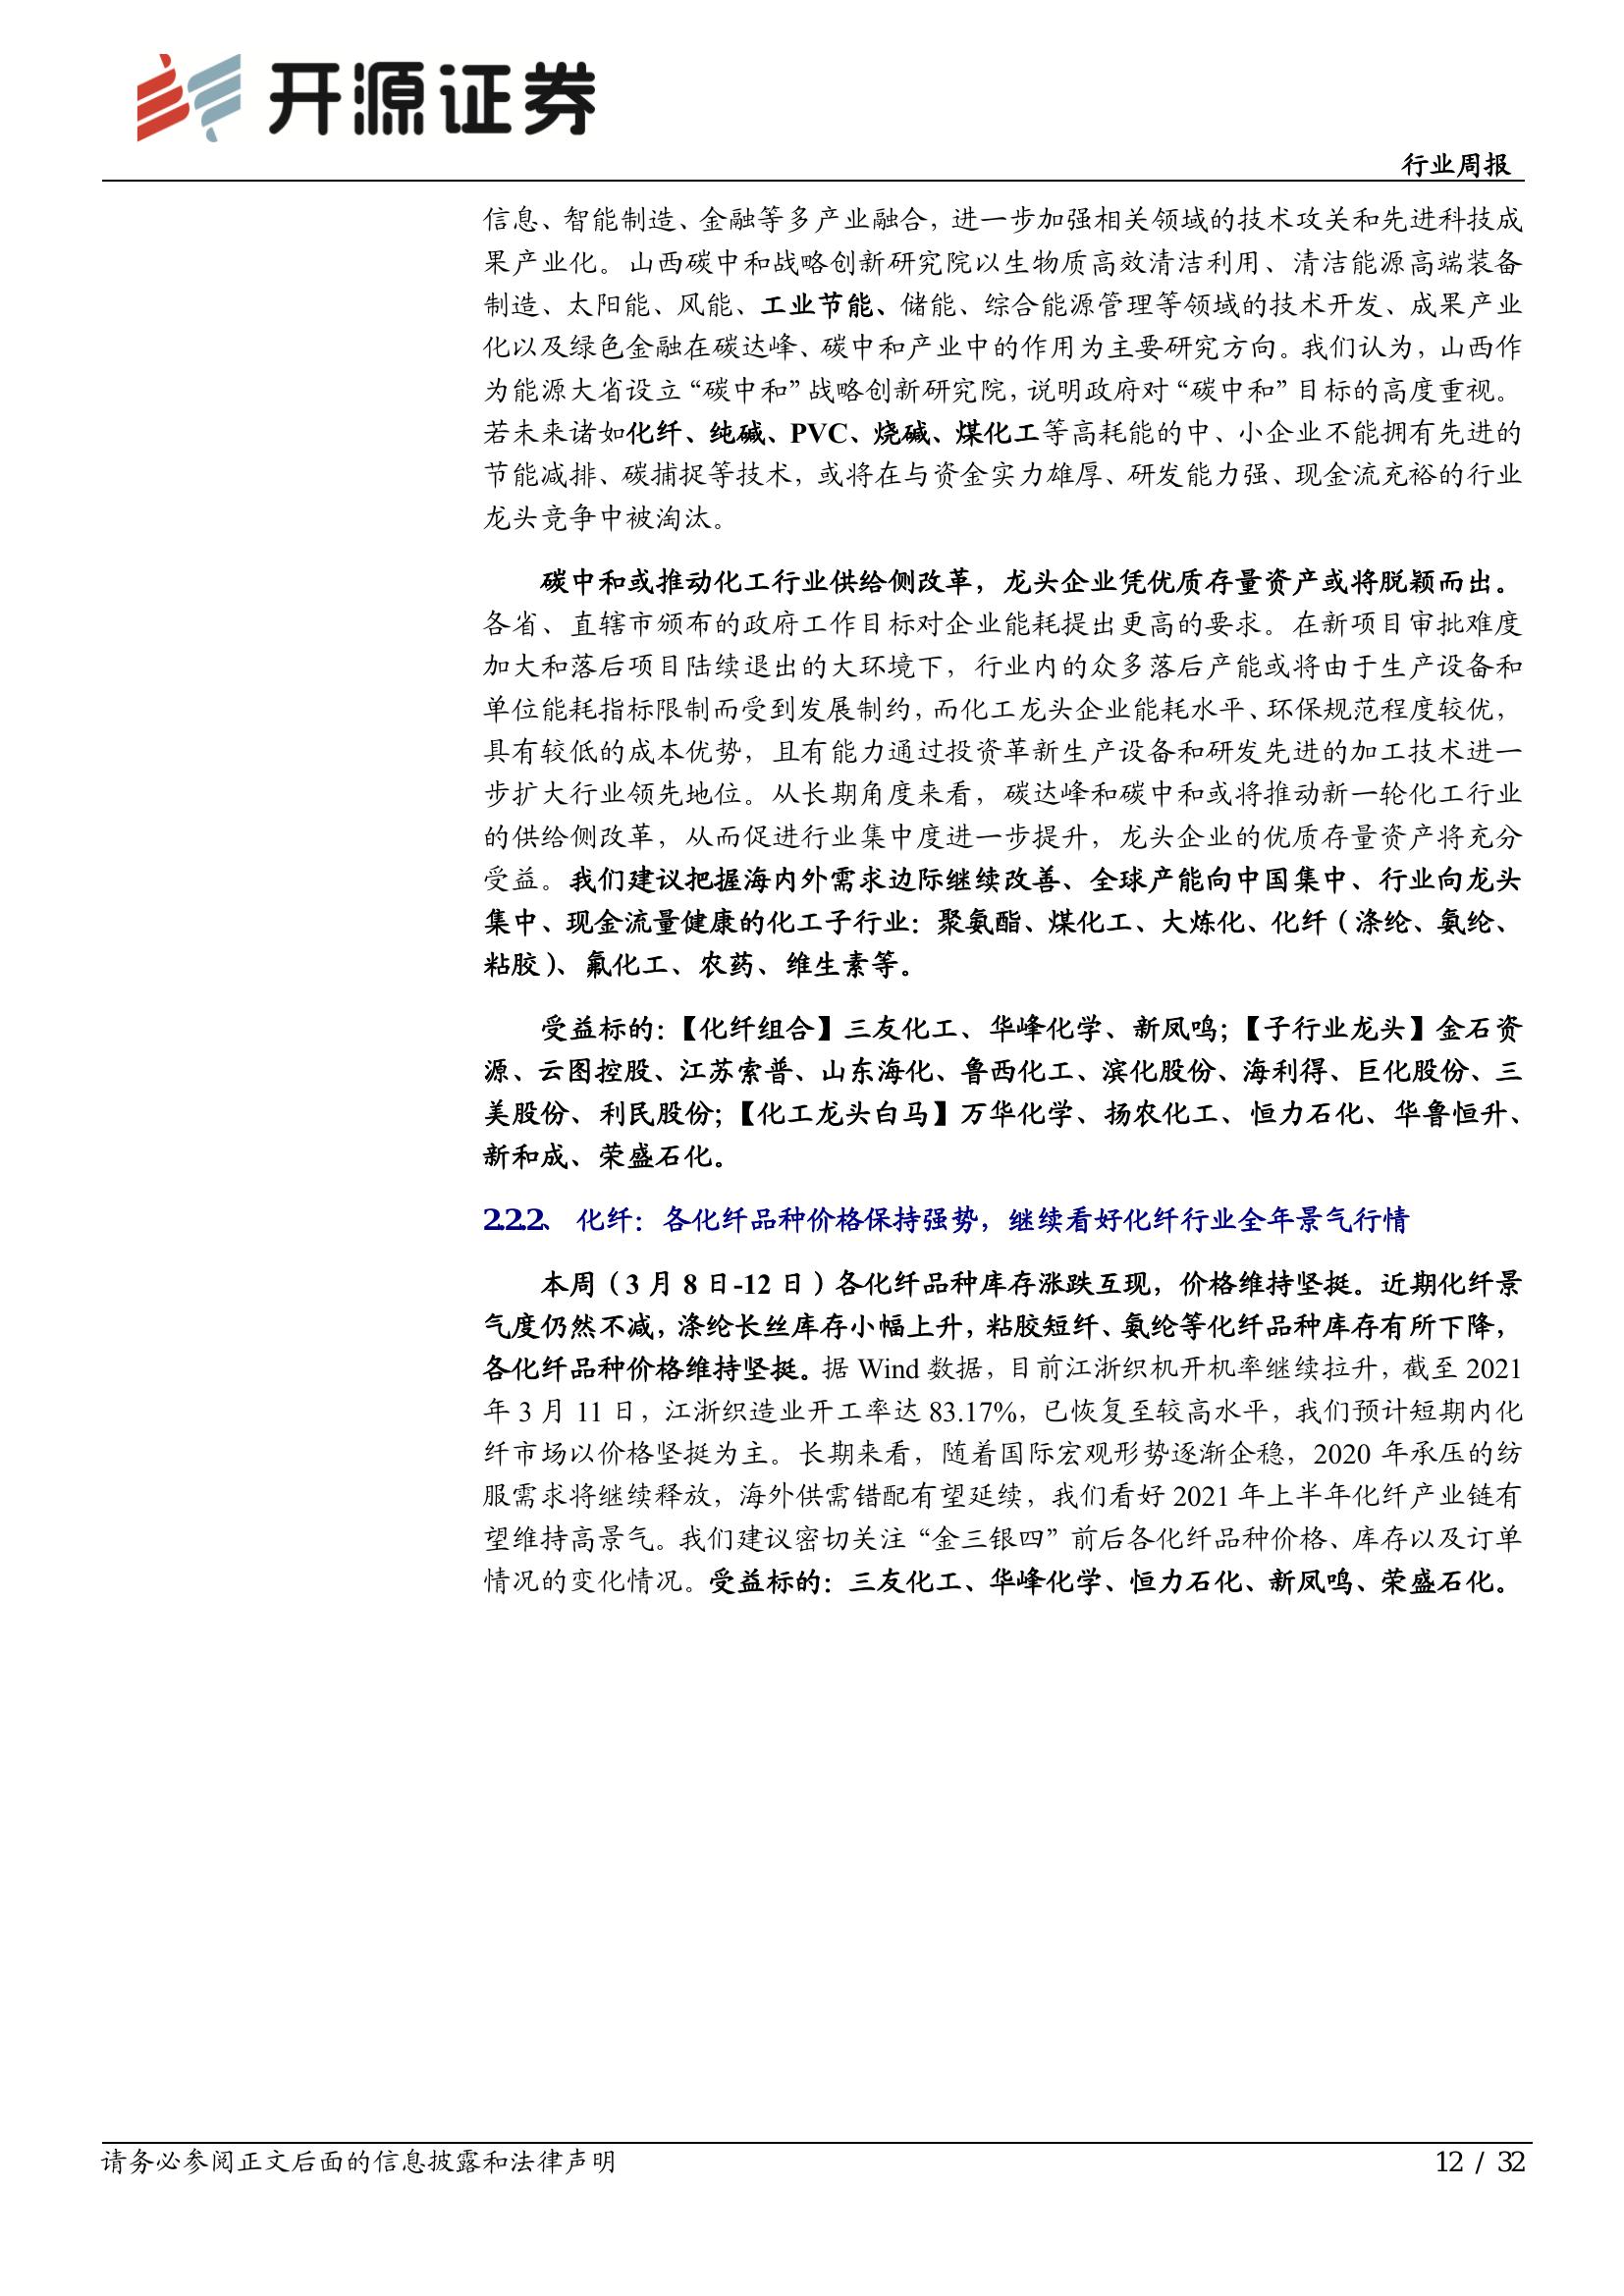 开源证券
行业周报
信息、智能制造、金融等多产业融合，进一步加强相关领域的技术攻关和先进科技成
果产业化。山西碳中和战略创新研究院以生物质高效清洁利用、清洁能源高端装备
制造、太阳能、风能、工业节能、储能、综合能源管理等领域的技术开发、成果产业
化以及绿色金融在碳达峰、碳中和产业中的作用为主要研究方向。我们认为，山西作
为能源大省设立“碳中和”战略创新研究院，说明政府对“碳中和”目标的高度重视。
若未来诸如化纤、纯碱、PVC、烧碱、煤化工等高耗能的中、小企业不能拥有先进的
节能减排、碳捕捉等技术，或将在与资金实力雄厚、研发能力强、现金流充裕的行业
龙头竞争中被淘汰。
碳中和或推动化工行业供给侧改革，龙头企业凭优质存量资产或将脱颖而出。
各省、直辖市颁布的政府工作目标对企业能耗提出更高的要求。在新项目审批难度
加大和落后项目陆续退出的大环境下，行业内的众多落后产能或将由于生产设备和
单位能耗指标限制而受到发展制约，而化工龙头企业能耗水平、环保规范程度较优，
具有较低的成本优势，且有能力通过投资革新生产设备和研发先进的加工技术进一
步扩大行业领先地位。从长期角度来看，碳达峰和碳中和或将推动新一轮化工行业
的供给侧改革，从而促进行业集中度进一步提升，龙头企业的优质存量资产将充分
受益。我们建议把握海内外需求边际继续改善、全球产能向中国集中、行业向龙头
集中、现金流量健康的化工子行业：聚氨酯、煤化工、大炼化、化纤（涤纶、氨纶、
粘胶）、氟化工、农药、维生素等。
受益标的：【化纤组合】三友化工、华峰化学、新凤鸣；【子行业龙头】金石资
源、云图控股、江苏索普、山东海化、鲁西化工、滨化股份、海利得、巨化股份、三
美股份、利民股份；【化工龙头白马】万华化学、扬农化工、恒力石化、华鲁恒升、
新和成、荣盛石化。
2.2.2、 化纤：各化纤品种价格保持强势，继续看好化纤行业全年景气行情
本周（3 月 8 日-12 日）各化纤品种库存涨跌互现，价格维持坚挺。近期化纤景
气度仍然不减，涤纶长丝库存小幅上升，粘胶短纤、氨纶等化纤品种库存有所下降，
各化纤品种价格维持坚挺。据 Wind 数据，目前江浙织机开机率继续拉升，截至 2021
年 3 月 11 日，江浙织造业开工率达 83.17%，已恢复至较高水平，我们预计短期内化
纤市场以价格坚挺为主。长期来看，随着国际宏观形势逐渐企稳，2020 年承压的纺
服需求将继续释放，海外供需错配有望延续，我们看好 2021 年上半年化纤产业链有
望维持高景气。我们建议密切关注“金三银四”前后各化纤品种价格、库存以及订单
情况的变化情况。受益标的：三友化工、华峰化学、恒力石化、新凤鸣、荣盛石化。
请务必参阅正文后面的信息披露和法律声明
12 / 32